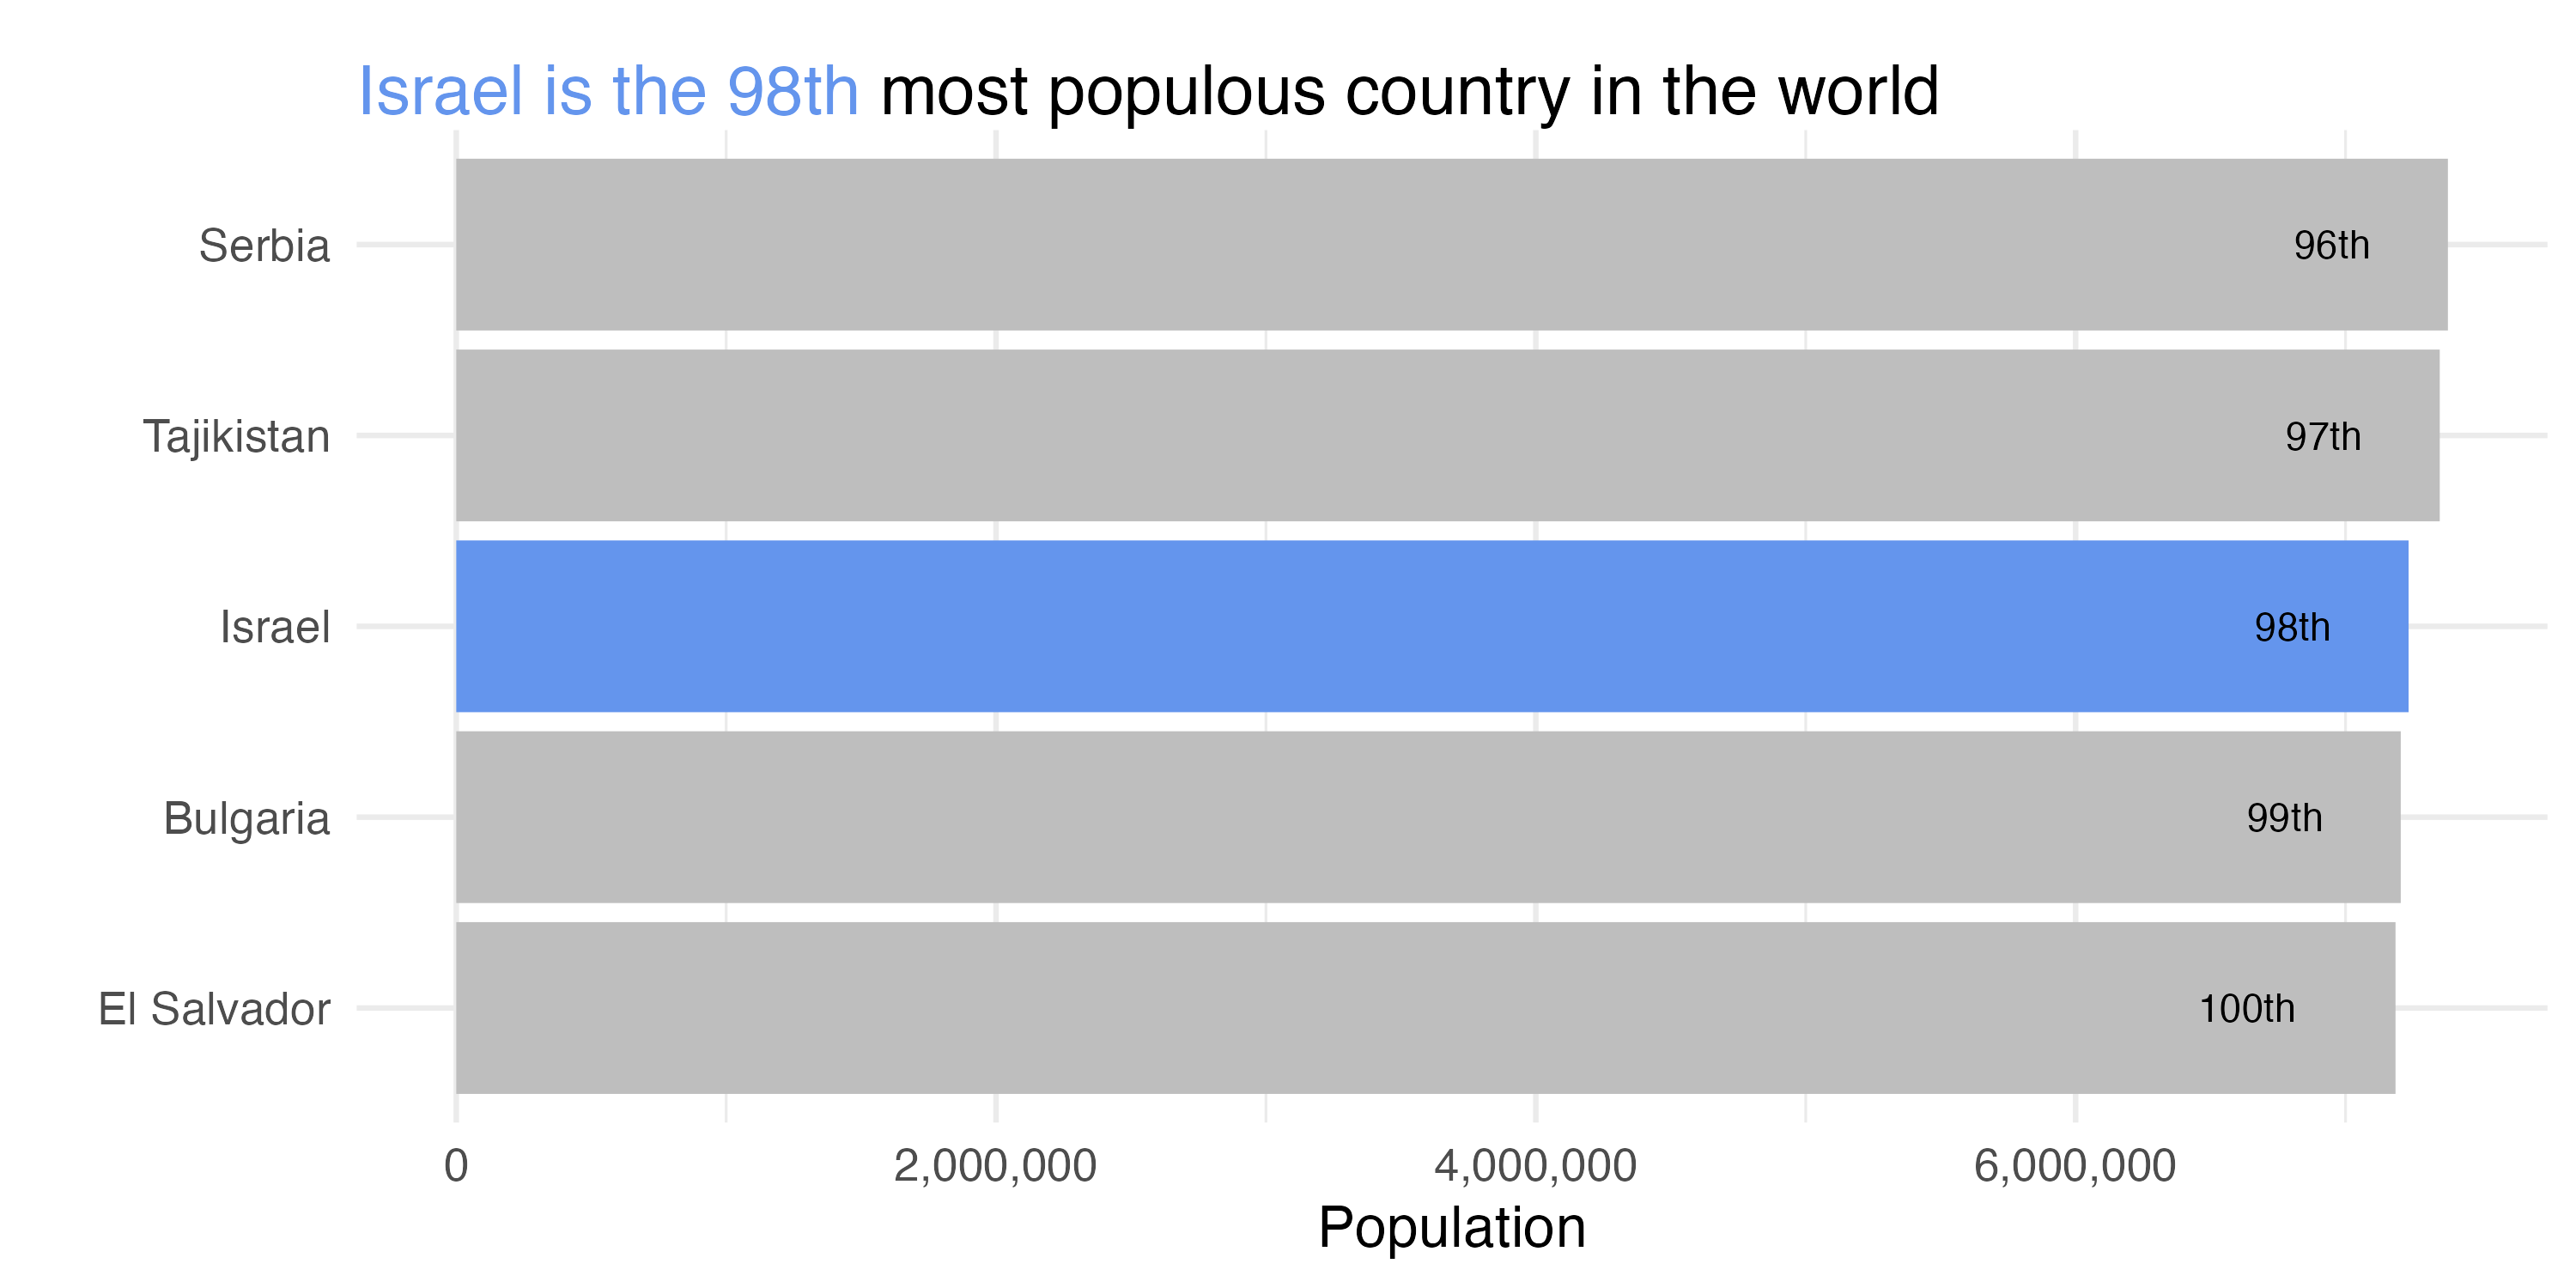 Israel is the 98th most populous country in the world
Serbia 96th
Tajikistan 97th
Israel 98th
Bulgaria 99th
El Salvador 100th
0 2,000,000 4,000,000 6,000,000
Population